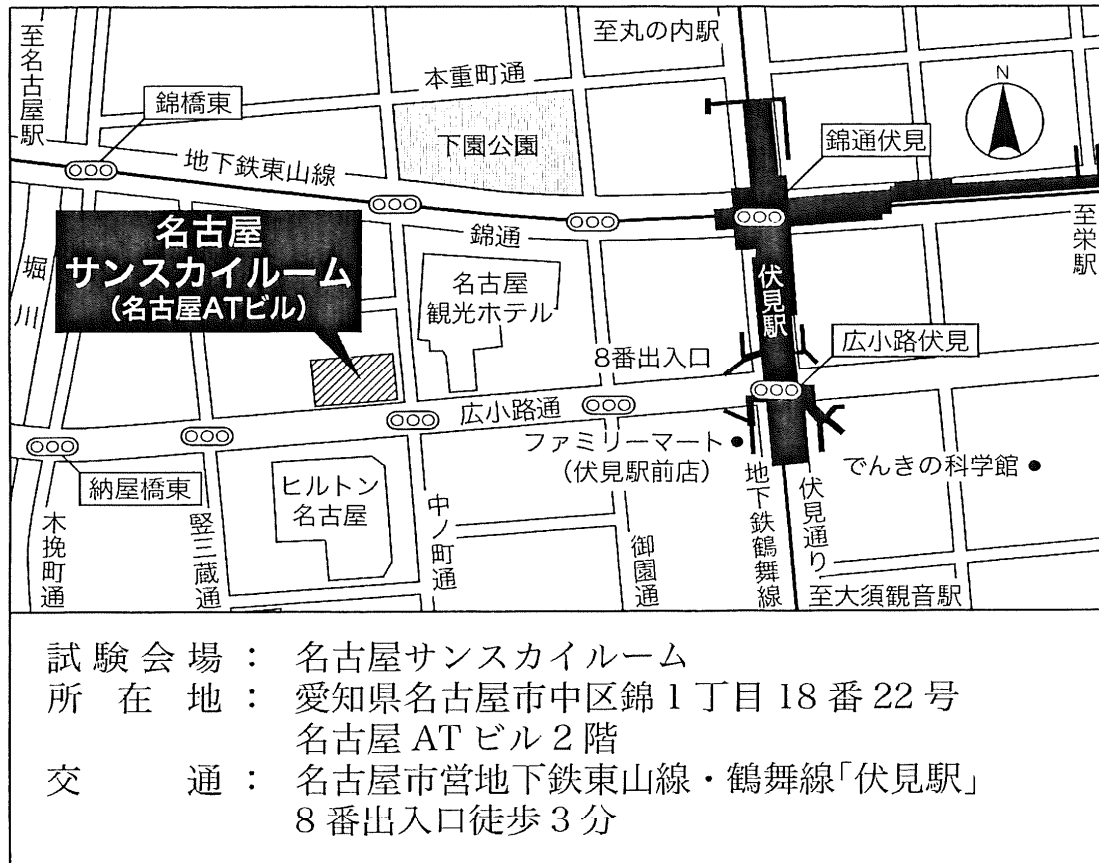 至名古屋駅
至丸の内駅
本重町通
錦橋東
下園公園
N
錦通伏見
地下鉄東山線
名古屋
サンスカイルーム
(名古屋ATビル)
錦通
至栄駅
堀川
名古屋
観光ホテル
伏見駅
8番出入口
広小路伏見
広小路通
ファミリーマート
(伏見駅前店)
でんきの科学館
納屋橋東
ヒルトン
名古屋
木挽町通
竪三蔵通
中ノ町通
御園通
地下鉄鶴舞線
伏見通り
至大須観音駅
試験会場： 名古屋サンスカイルーム
所在地： 愛知県名古屋市中区錦1丁目18番22号
名古屋ATビル2階
交通： 名古屋市営地下鉄東山線・鶴舞線「伏見駅」
8番出入口徒歩3分